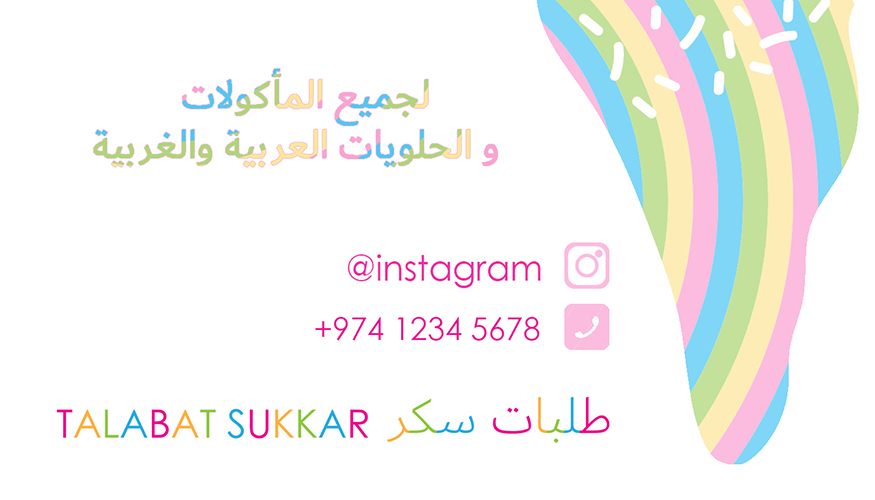 لجميع المأكولات
و الحلويات العربية والغربية
@instagram
+974 1234 5678
TALABAT SUKKAR طلبات سكر